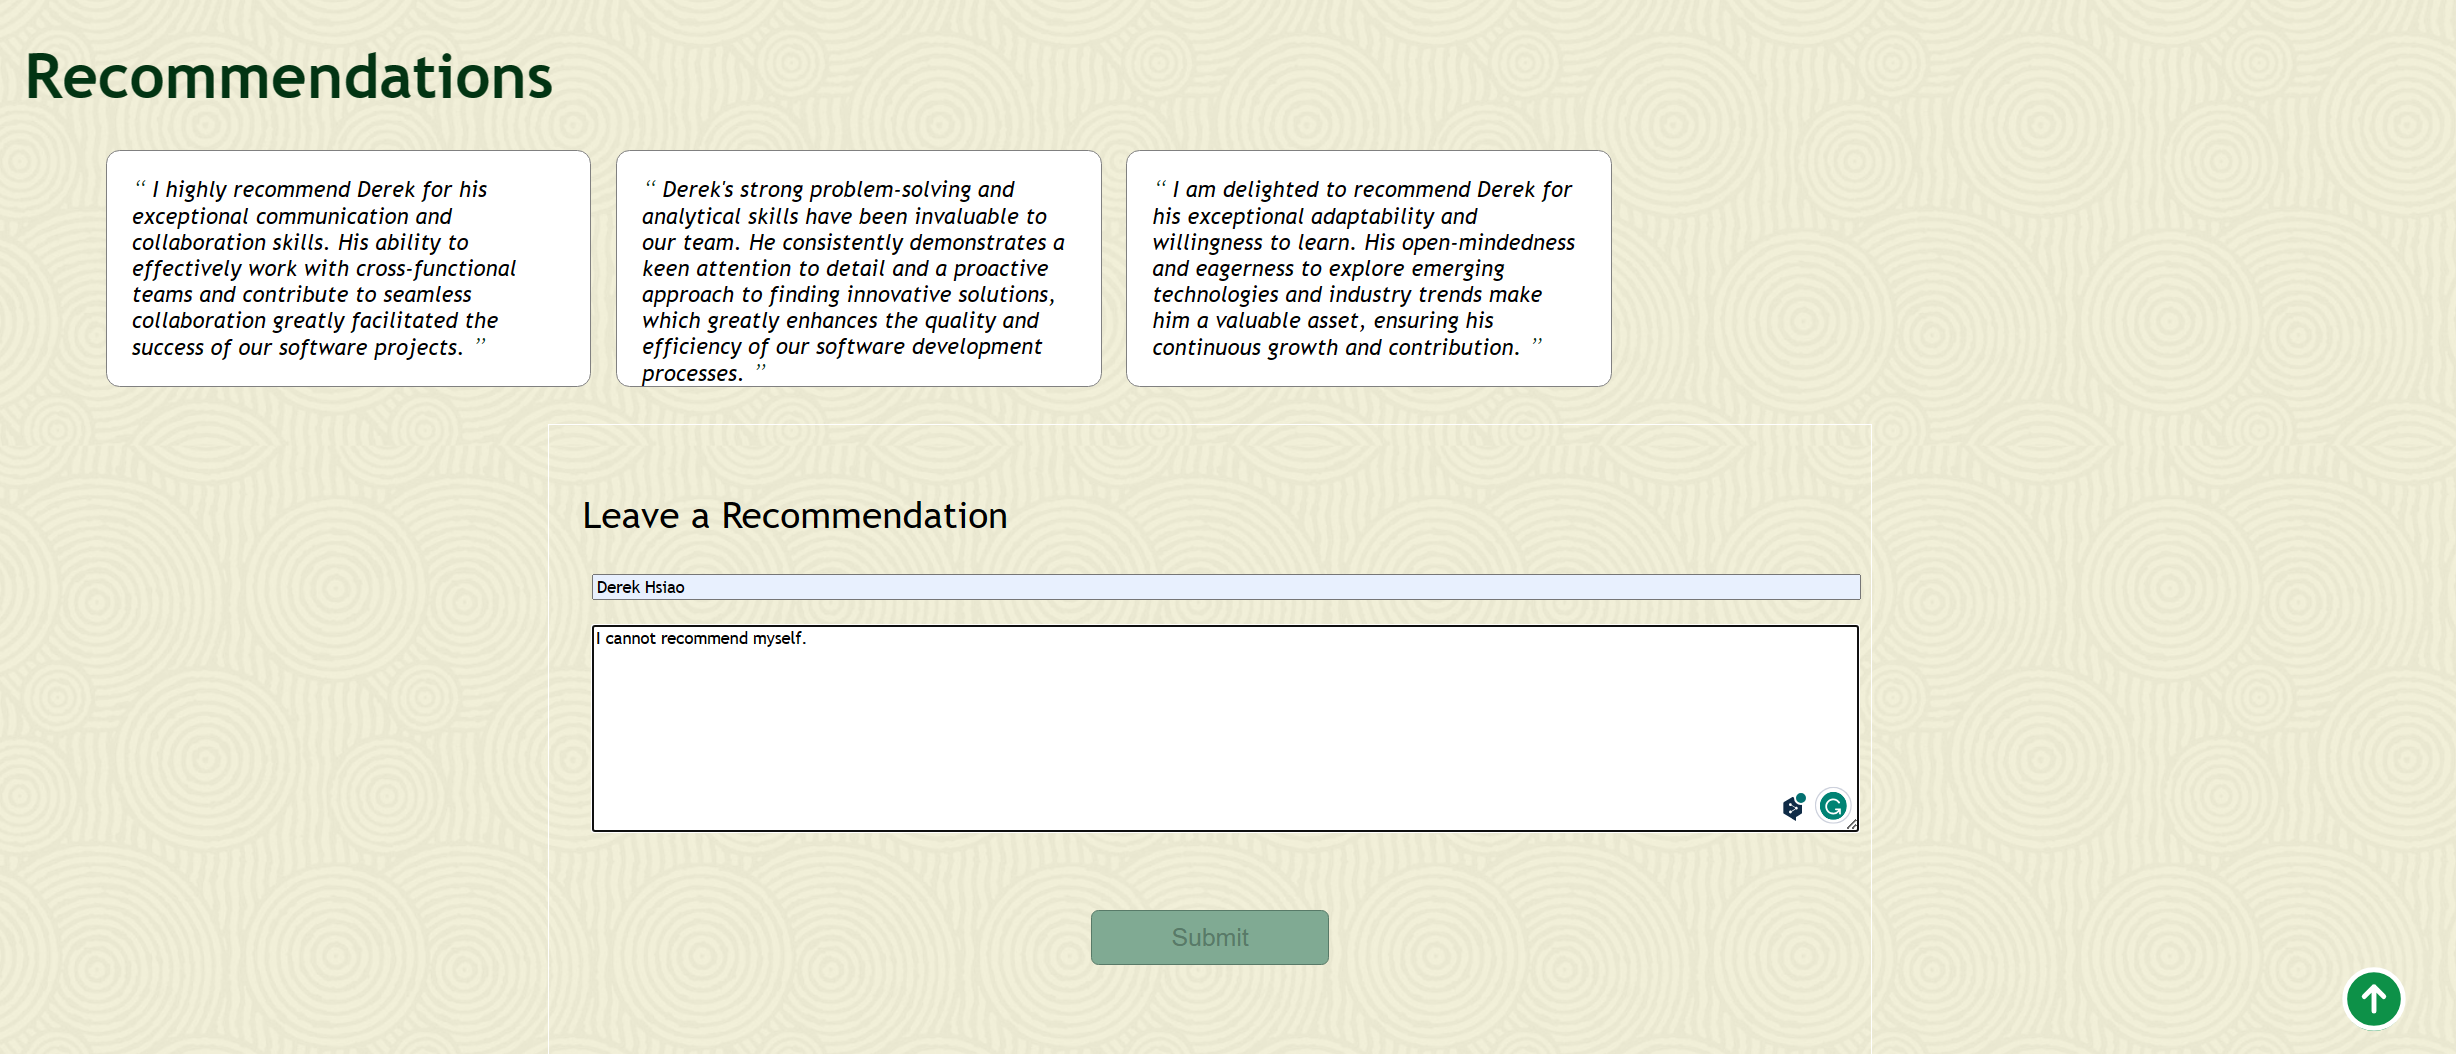 Recommendations
“ I highly recommend Derek for his
exceptional communication and
collaboration skills. His ability to
effectively work with cross-functional
teams and contribute to seamless
collaboration greatly facilitated the
success of our software projects. ”
“ Derek's strong problem-solving and
analytical skills have been invaluable to
our team. He consistently demonstrates a
keen attention to detail and a proactive
approach to finding innovative solutions,
which greatly enhances the quality and
efficiency of our software development
processes. ”
“ I am delighted to recommend Derek for
his exceptional adaptability and
willingness to learn. His open-mindedness
and eagerness to explore emerging
technologies and industry trends make
him a valuable asset, ensuring his
continuous growth and contribution. ”
Leave a Recommendation
Derek Hsiao
I cannot recommend myself.
Submit